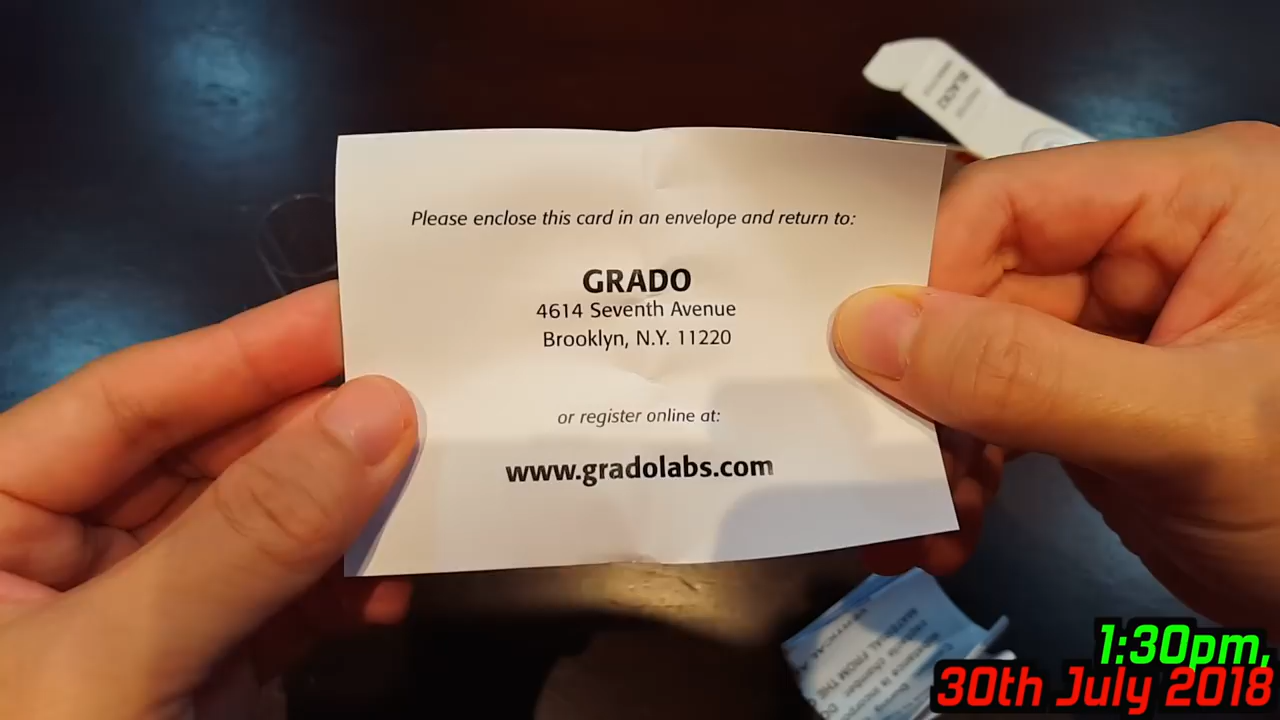 BLACK2
Please enclose this card in an envelope and return to:
GRADO
4614 Seventh Avenue
Brooklyn, N.Y. 11220
or register online at:
www.gradolabs.com
1:30pm,
30th July 2018